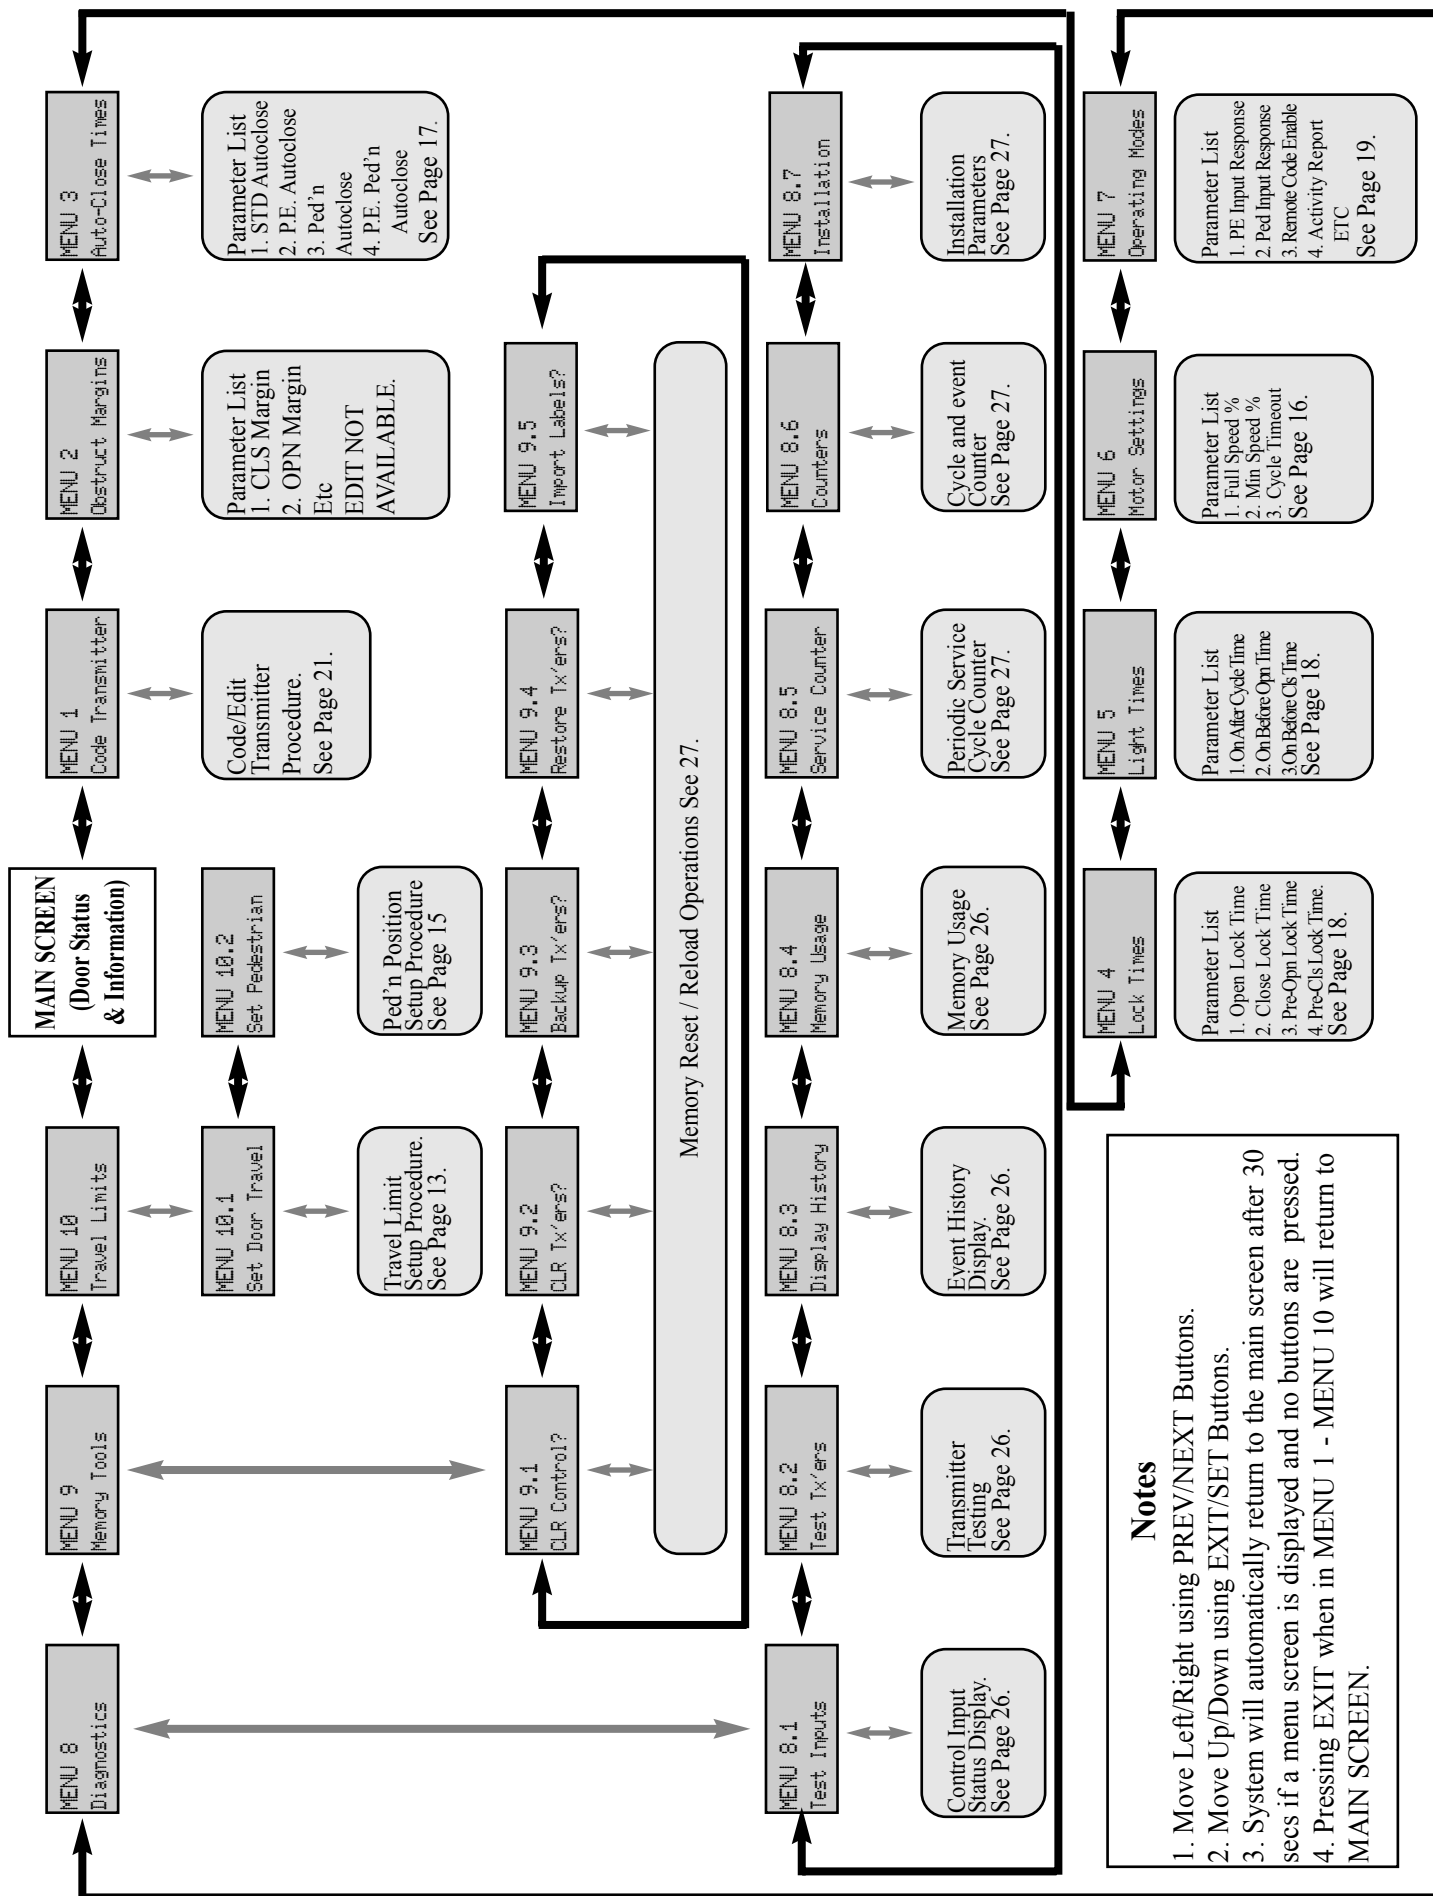 MENU 8
Diagnostics
MENU 9
Memory Tools
MENU 10
Travel Limits
MAIN SCREEN
(Door Status
& Information)
MENU 1
Code Transmitter
MENU 2
Obstruct Margins
MENU 3
Auto-Close Times
MENU 10.1
Set Door Travel
MENU 10.2
Set Pedestrian
Code/Edit
Transmitter
Procedure.
See Page 21.
Parameter List
1. CLS Margin
2. OPN Margin
Etc
EDIT NOT
AVAILABLE.
Parameter List
1. STD Autoclose
2. P.E. Autoclose
3. Ped'n
Autoclose
4. P.E. Ped'n
Autoclose
See Page 17.
Travel Limit
Setup Procedure.
See Page 13.
Ped'n Position
Setup Procedure
See Page 15
MENU 9.1
CLR Control?
MENU 9.2
CLR Tx'ers?
MENU 9.3
Backup Tx'ers?
MENU 9.4
Restore Tx'ers?
MENU 9.5
Import Labels?
Memory Reset / Reload Operations See 27.
MENU 8.1
Test Inputs
MENU 8.2
Test Tx'ers
MENU 8.3
Display History
MENU 8.4
Memory Usage
MENU 8.5
Service Counter
MENU 8.6
Counters
MENU 8.7
Installation
Control Input
Status Display.
See Page 26.
Transmitter
Testing
See Page 26.
Event History
Display.
See Page 26.
Memory Usage
See Page 26.
Periodic Service
Cycle Counter
See Page 27.
Cycle and event
Counter
See Page 27.
Installation
Parameters
See Page 27.
MENU 4
Lock Times
MENU 5
Light Times
MENU 6
Motor Settings
MENU 7
Operating Modes
Parameter List
1. Open Lock Time
2. Close Lock Time
3. Pre-Opn Lock Time
4. Pre-Cls Lock Time.
See Page 18.
Parameter List
1. On After Cycle Time
2. On Before Opn Time
3.On Before Cls Time
See Page 18.
Parameter List
1. Full Speed %
2. Min Speed %
3. Cycle Timeout
See Page 16.
Parameter List
1. PE Input Response
2. Ped Input Response
3. Remote Code Enable
4. Activity Report
ETC
See Page 19.
Notes
1. Move Left/Right using PREV/NEXT Buttons.
2. Move Up/Down using EXIT/SET Buttons.
3. System will automatically return to the main screen after 30
secs if a menu screen is displayed and no buttons are pressed.
4. Pressing EXIT when in MENU 1 - MENU 10 will return to
MAIN SCREEN.